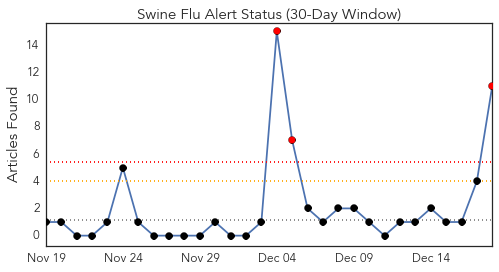 Swine Flu Alert Status (30-Day Window)
Articles Found
14
12
10
8
6
4
2
0
Nov 19 Nov 24 Nov 29 Dec 04 Dec 09 Dec 14